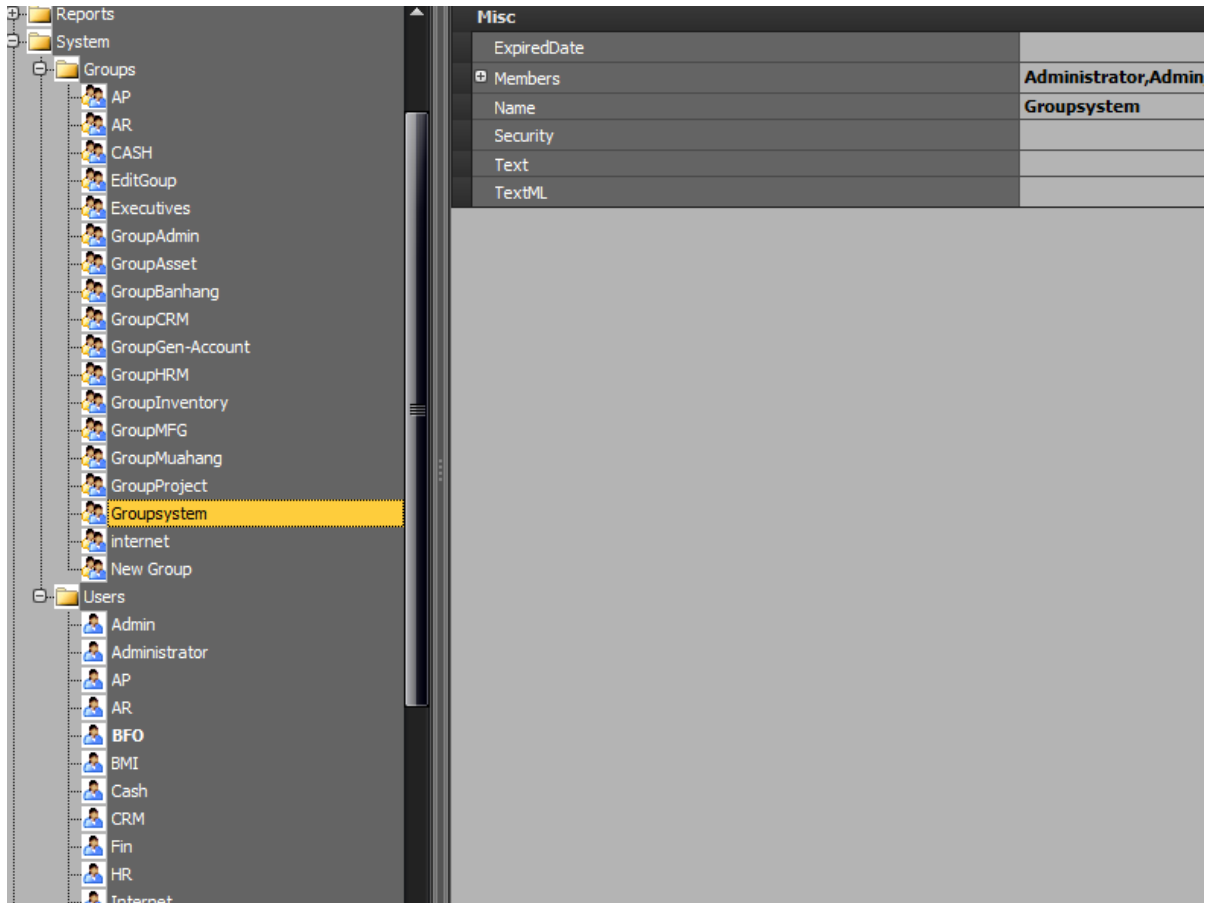 Reports
System
Groups
AP
AR
CASH
EditGoup
Executives
GroupAdmin
GroupAsset
GroupBanhang
GroupCRM
GroupGen-Account
GroupHRM
GroupInventory
GroupMFG
GroupMuahang
GroupProject
Groupsystem
internet
New Group
Users
Admin
Administrator
AP
AR
BFO
BMI
Cash
CRM
Fin
HR
Internet
Misc
ExpiredDate
Members Administrator,Admin
Name Groupsystem
Security
Text
TextML